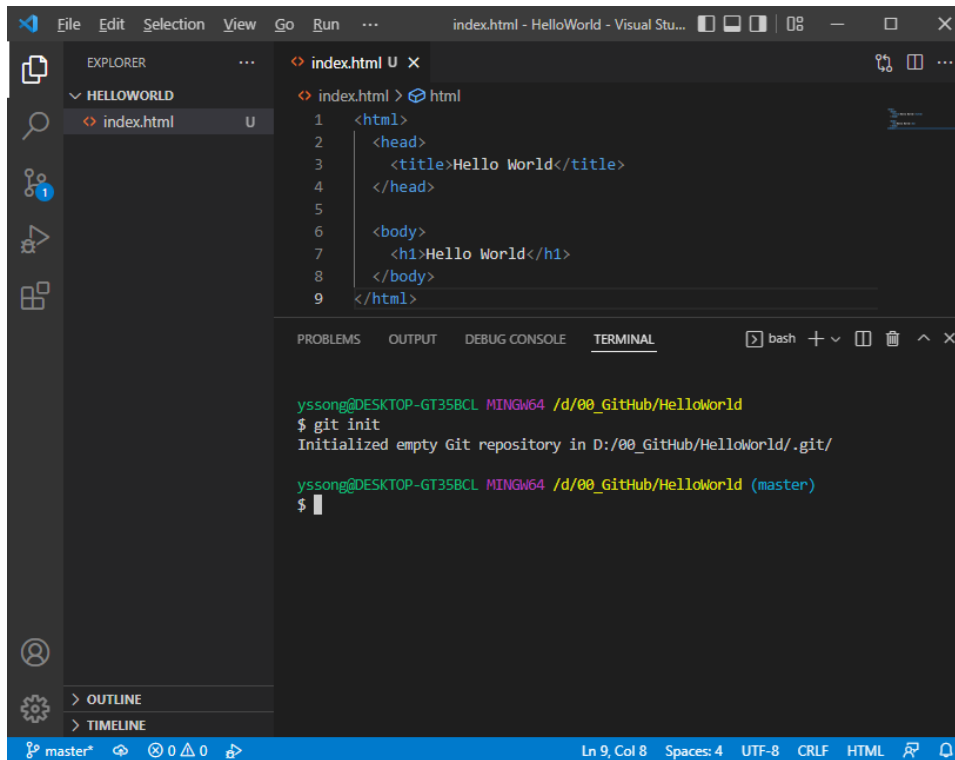 File Edit Selection View Go Run ··· index.html - HelloWorld - Visual Stu...
EXPLORER ···
HELLOWORLD
index.html U
index.html U
index.html > html
1 <html>
2 <head>
3 <title>Hello World</title>
4 </head>
5
6 <body>
7 <h1>Hello World</h1>
8 </body>
9 </html>
1
PROBLEMS OUTPUT DEBUG CONSOLE TERMINAL bash
yssong@DESKTOP-GT35BCL MINGW64 /d/00_GitHub/HelloWorld
$ git init
Initialized empty Git repository in D:/00_GitHub/HelloWorld/.git/
yssong@DESKTOP-GT35BCL MINGW64 /d/00_GitHub/HelloWorld (master)
$
OUTLINE
TIMELINE
master* 0 0 Ln 9, Col 8 Spaces: 4 UTF-8 CRLF HTML